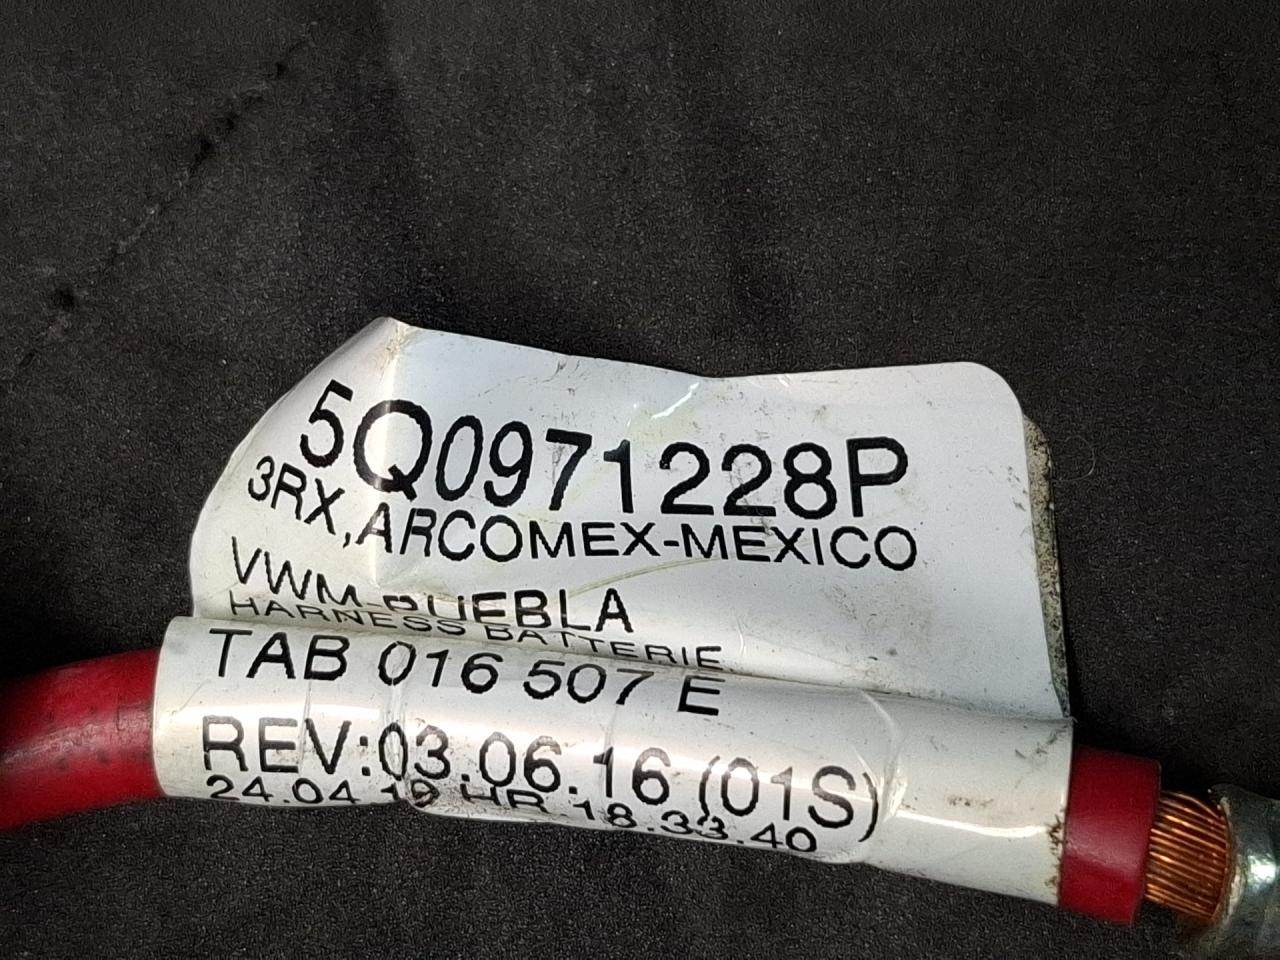 5Q0971228P
3RX,ARCOMEX-MEXICO
VWM-PUEBLA
HARNESS BATTERIE
TAB 016 507 E
REV:03.06.16 (01S)
24.04.19 HR.18.33.40